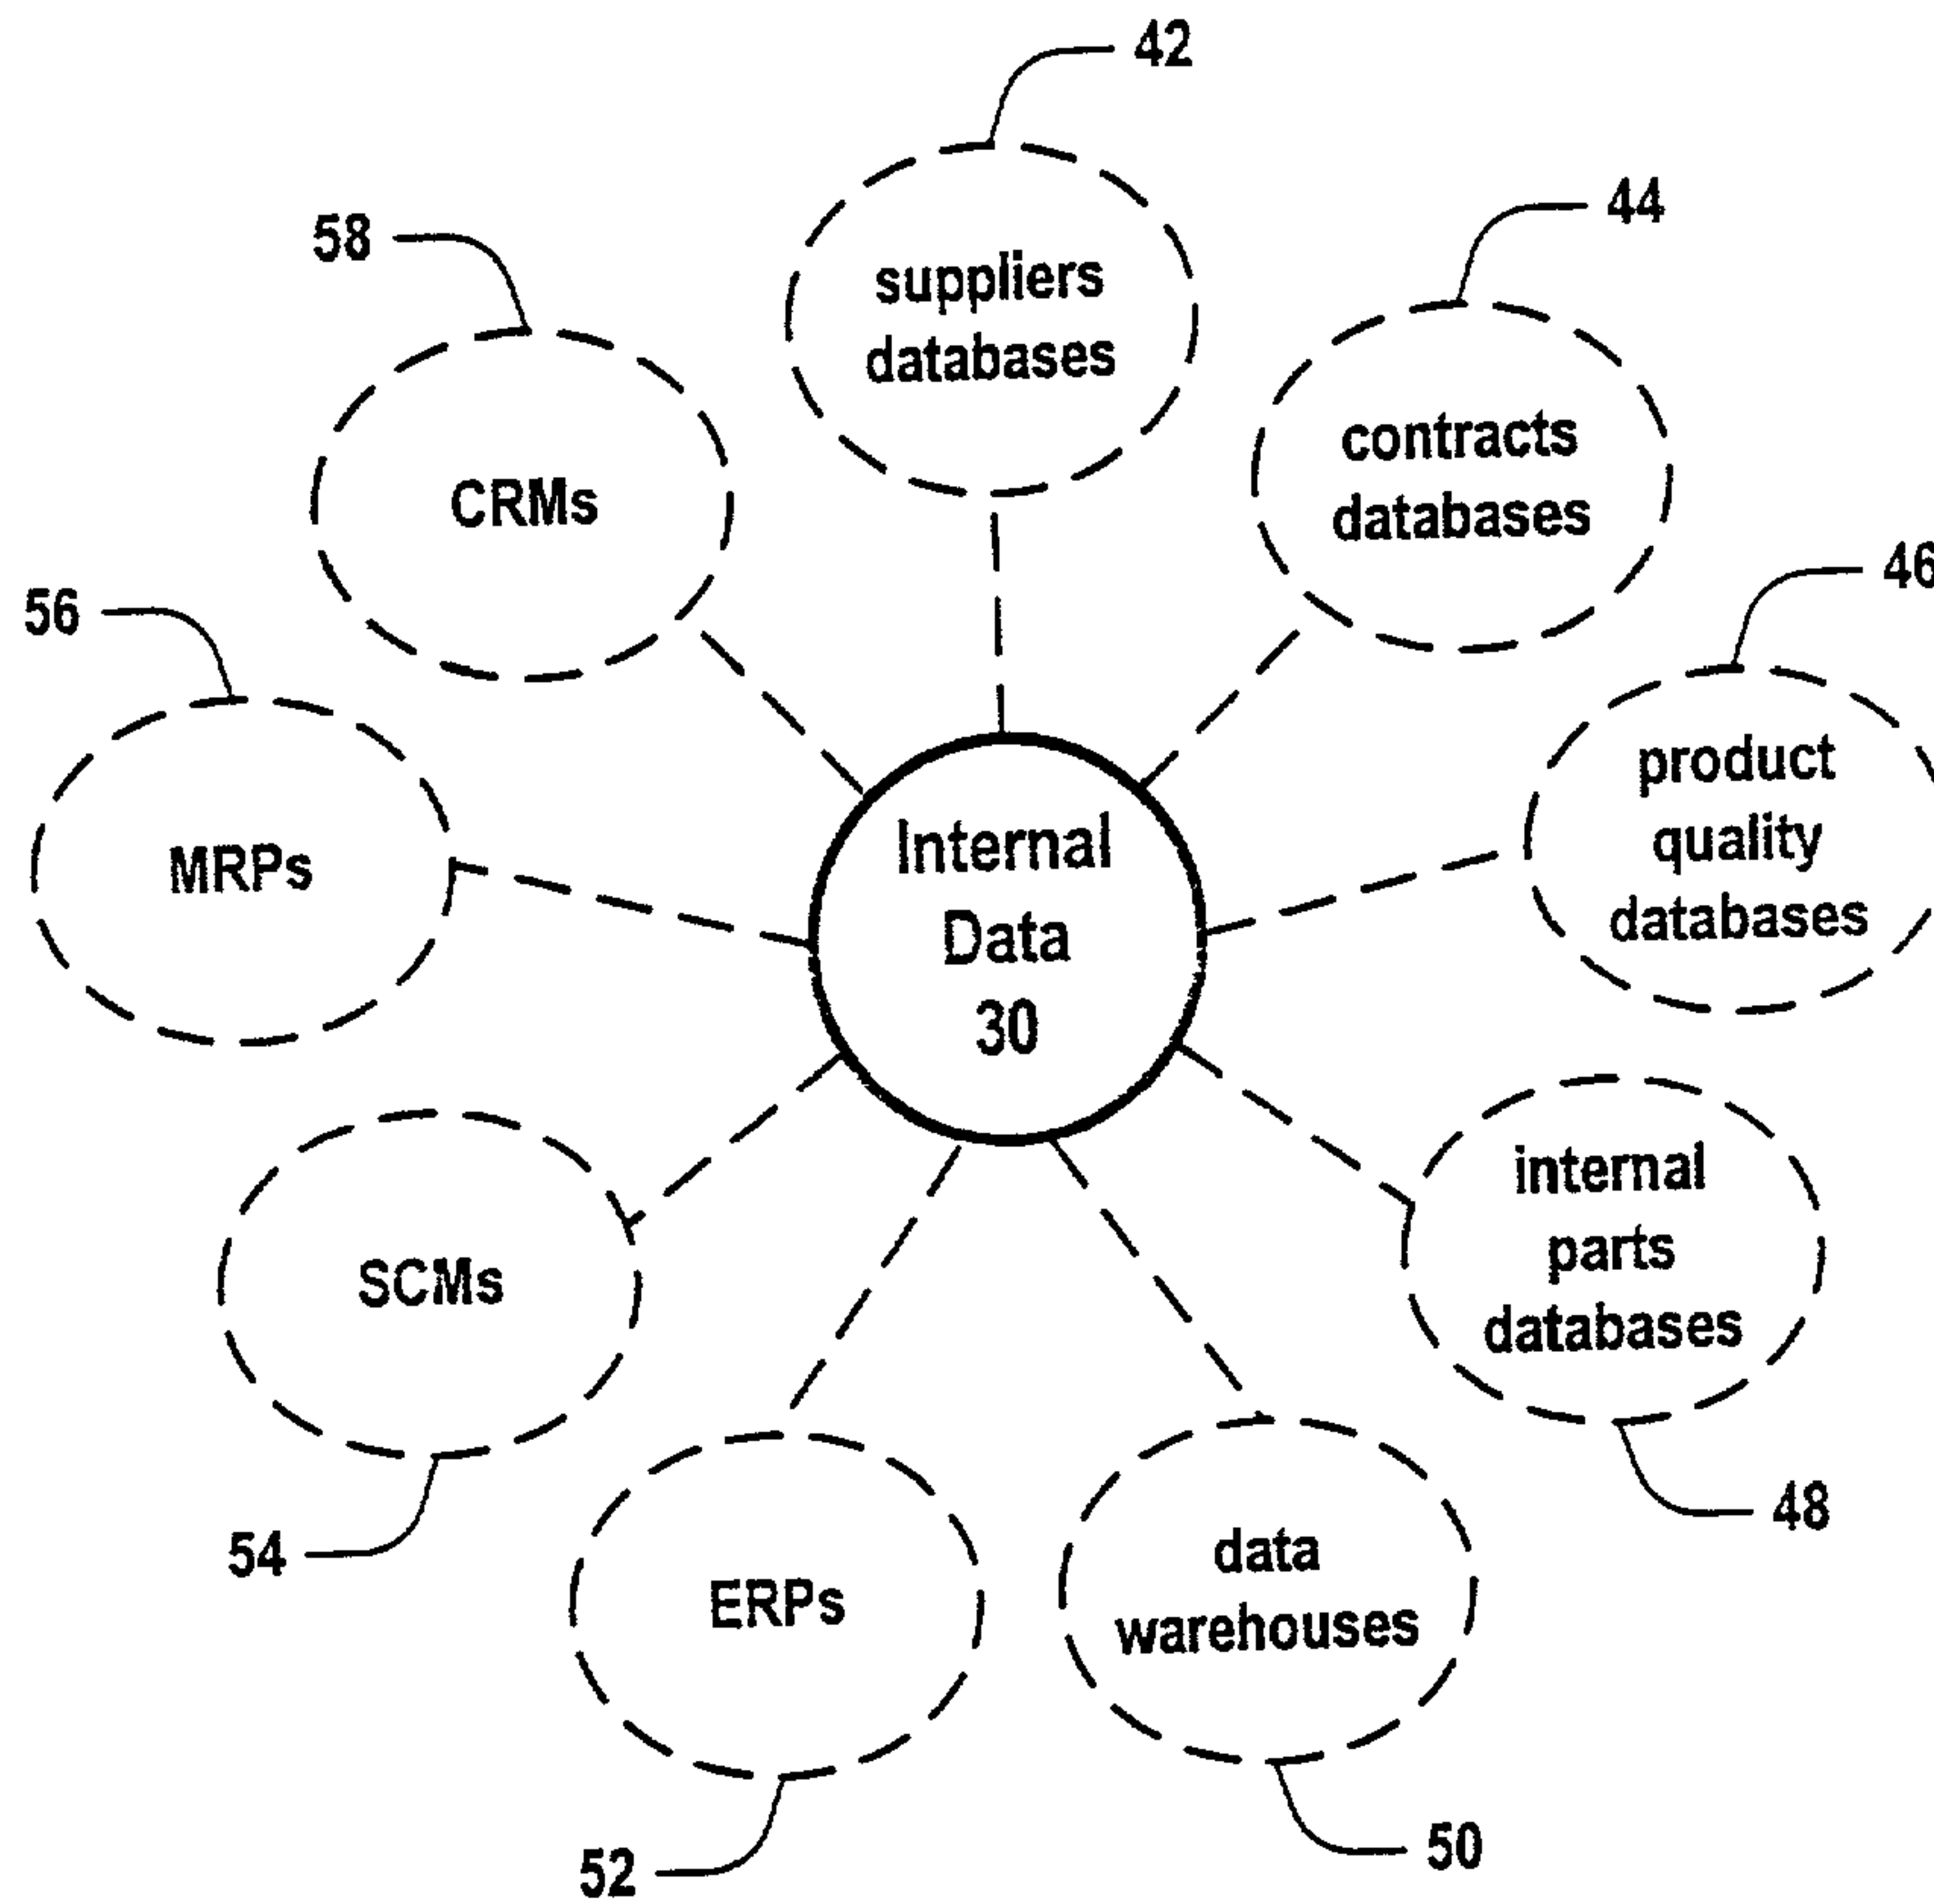 42
44
58
suppliers
databases
contracts
databases
CRMs
46
56
product
quality
databases
MRPs
Internal
Data
30
internal
parts
databases
SCMs
48
54
data
warehouses
ERPs
50
52